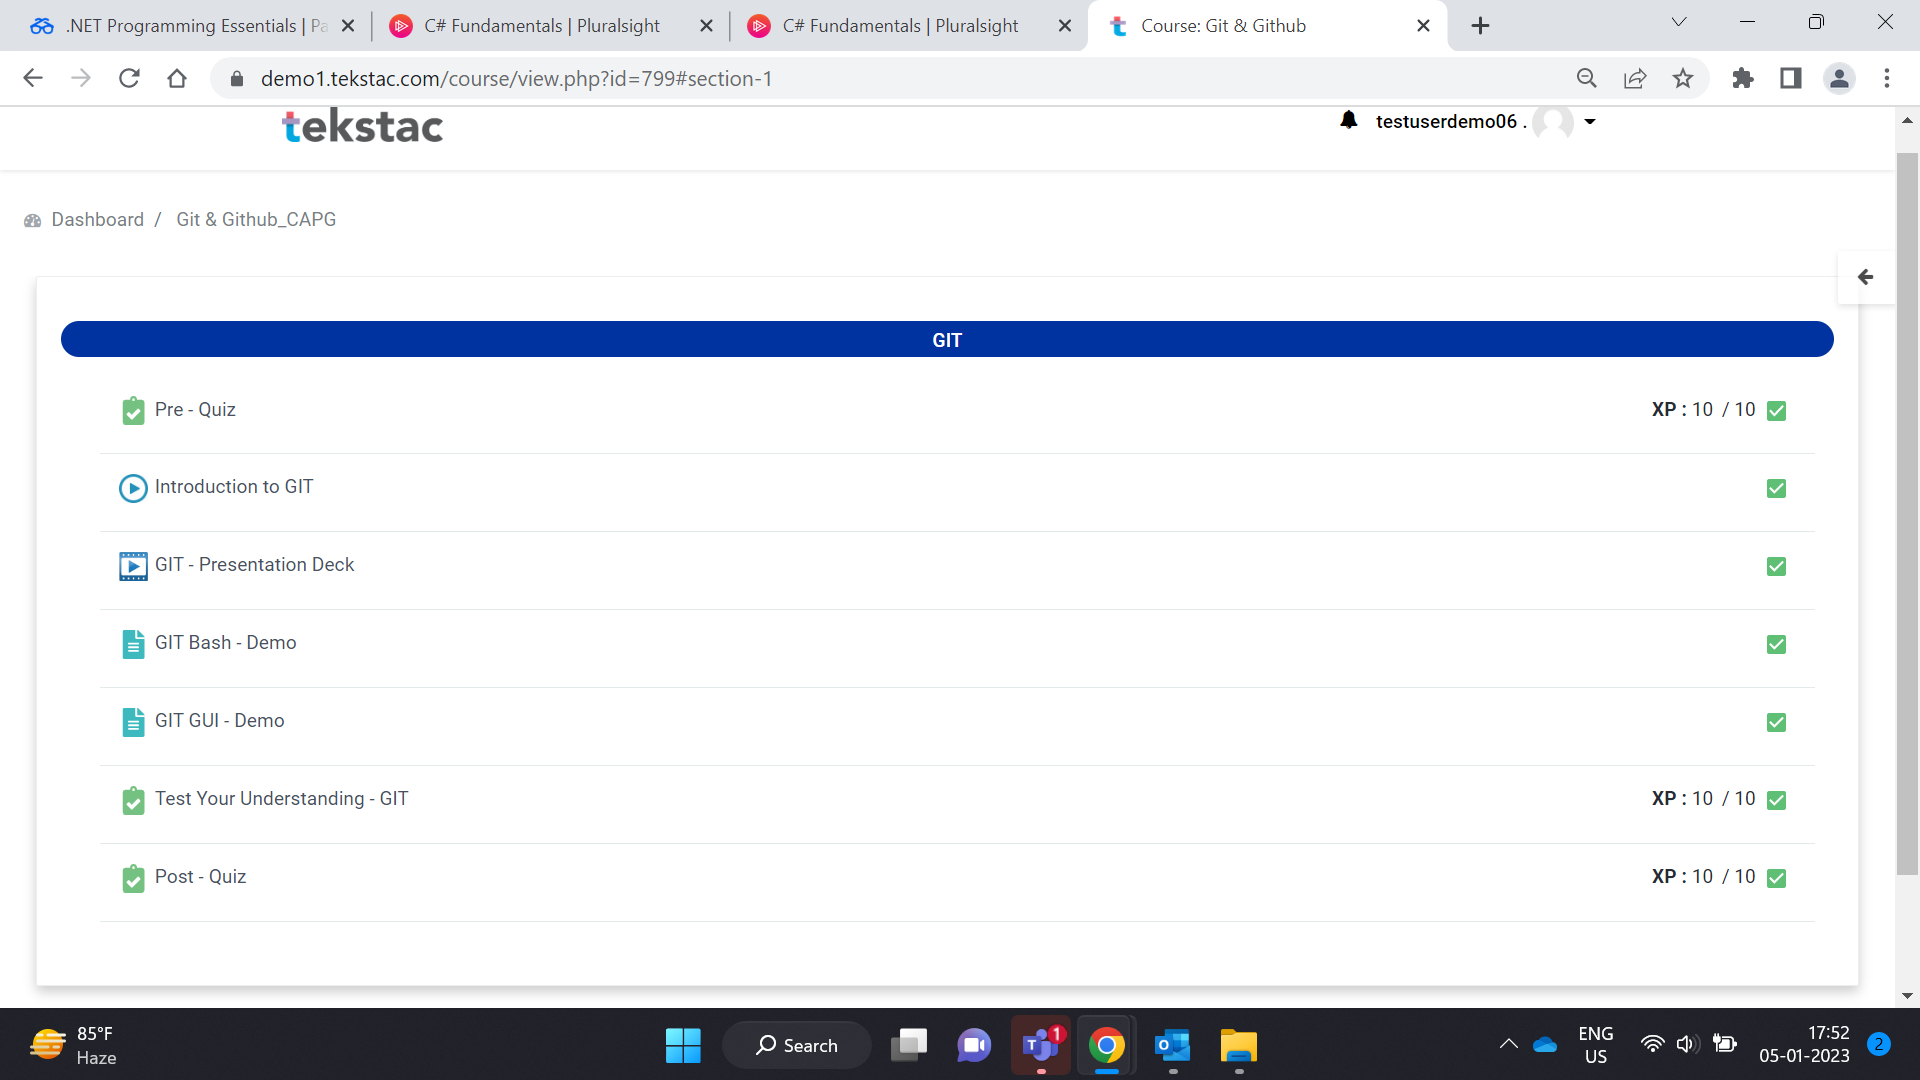 .NET Programming Essentials | Pa
C# Fundamentals | Pluralsight
C# Fundamentals | Pluralsight
Course: Git & Github
demo1.tekstac.com/course/view.php?id=799#section-1
tekstac
testuserdemo06 .
Dashboard / Git & Github_CAPG
GIT
Pre - Quiz XP : 10 / 10
Introduction to GIT
GIT - Presentation Deck
GIT Bash - Demo
GIT GUI - Demo
Test Your Understanding - GIT XP : 10 / 10
Post - Quiz XP : 10 / 10
85°F
Haze
Search
1
ENG
US
17:52
05-01-2023
2